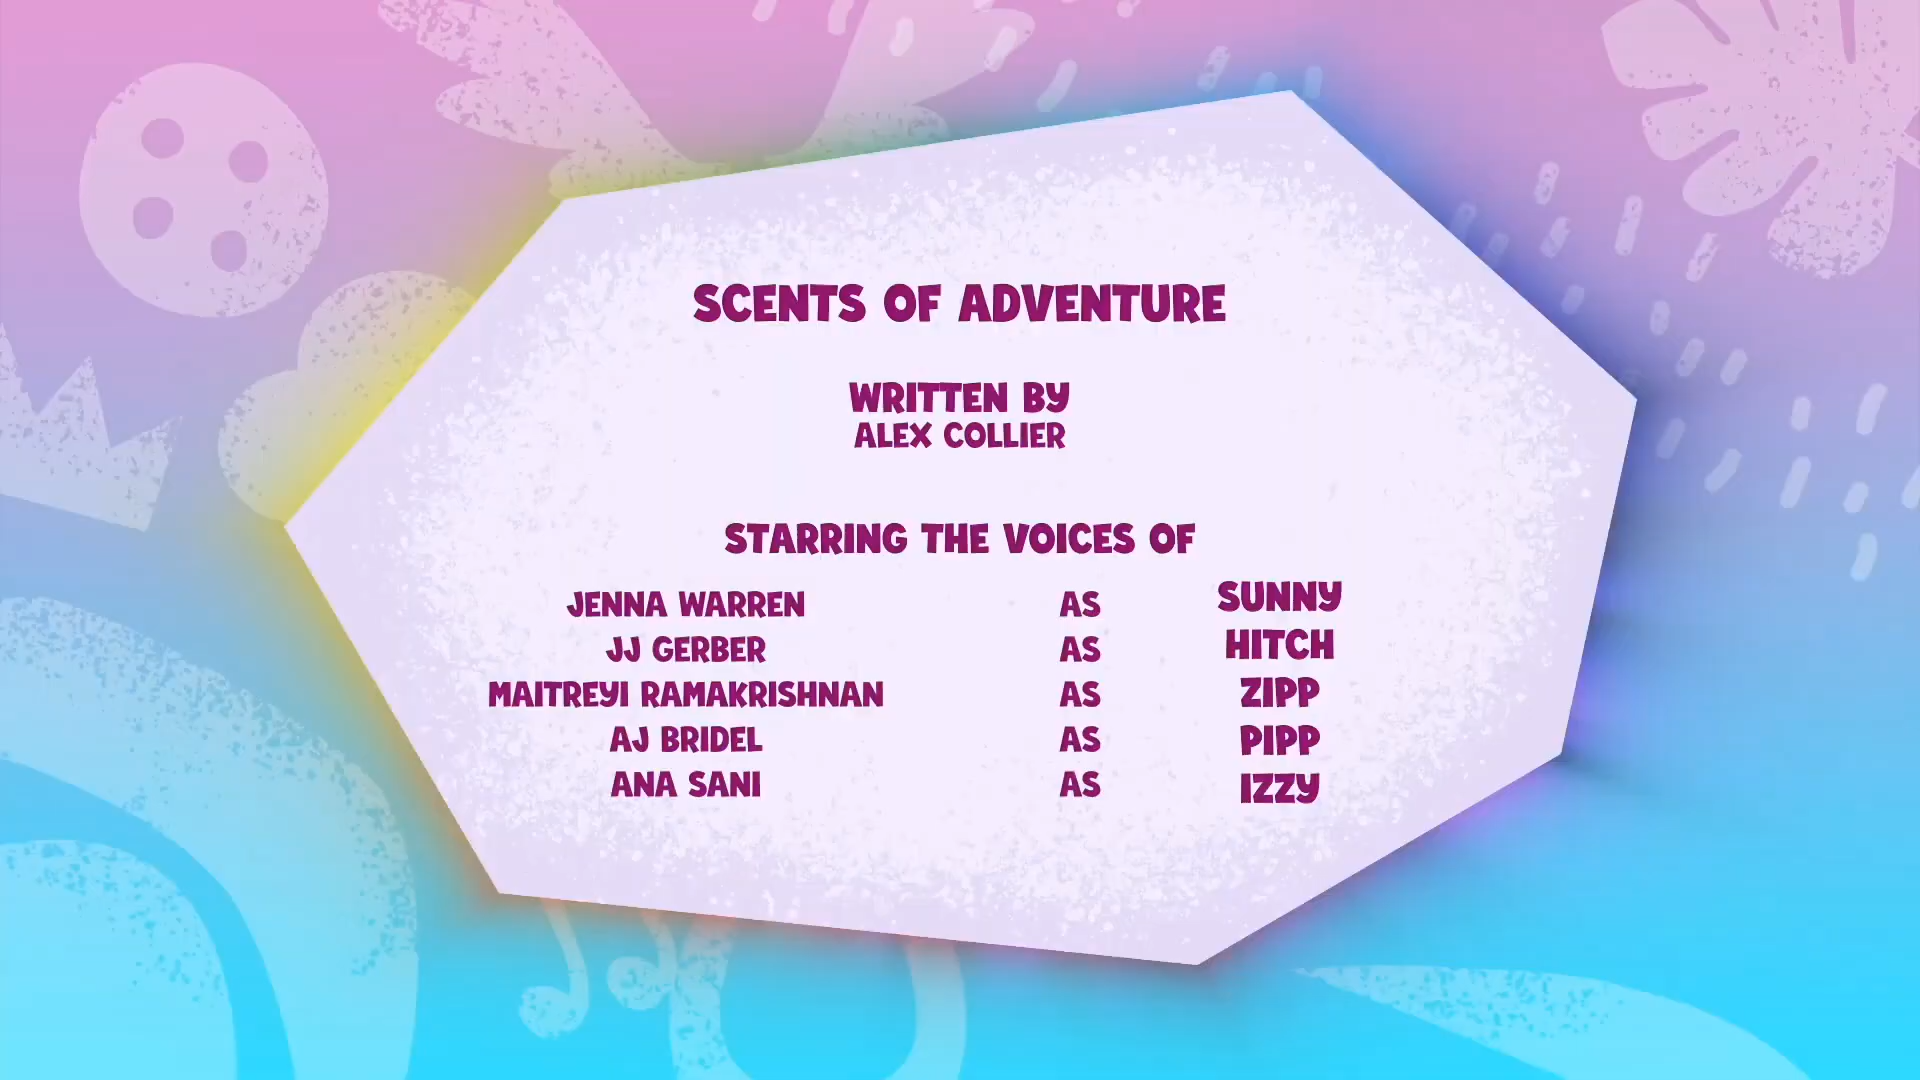 SCENTS OF ADVENTURE
WRITTEN BY
ALEX COLLIER
STARRING THE VOICES OF
JENNA WARREN AS SUNNY
JJ GERBER AS HITCH
MAITREYI RAMAKRISHNAN AS ZIPP
AJ BRIDEL AS PIPP
ANA SANI AS IZZY